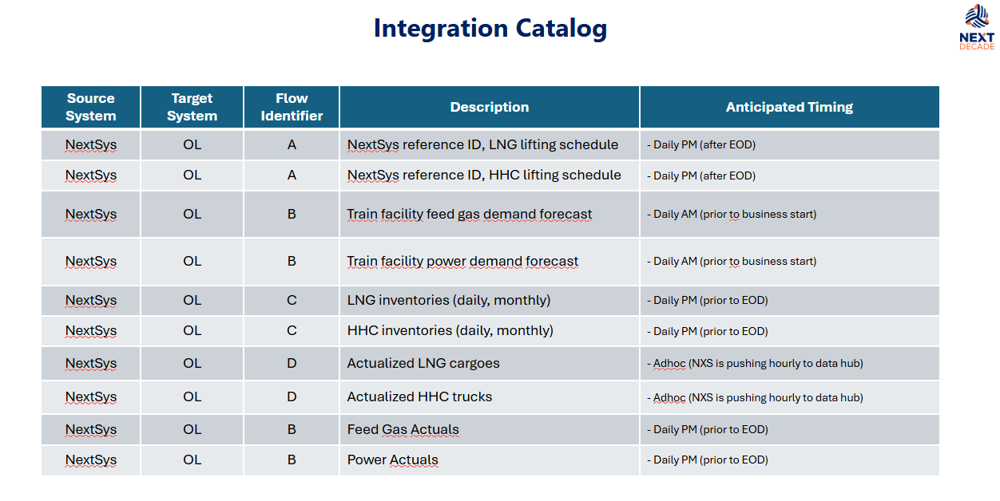 Integration Catalog
NEXT
DECADE
Source System Target System Flow Identifier Description Anticipated Timing
NextSys OL A NextSys reference ID, LNG lifting schedule - Daily PM (after EOD)
NextSys OL A NextSys reference ID, HHC lifting schedule - Daily PM (after EOD)
NextSys OL B Train facility feed gas demand forecast - Daily AM (prior to business start)
NextSys OL B Train facility power demand forecast - Daily AM (prior to business start)
NextSys OL C LNG inventories (daily, monthly) - Daily PM (prior to EOD)
NextSys OL C HHC inventories (daily, monthly) - Daily PM (prior to EOD)
NextSys OL D Actualized LNG cargoes - Adhoc (NXS is pushing hourly to data hub)
NextSys OL D Actualized HHC trucks - Adhoc (NXS is pushing hourly to data hub)
NextSys OL B Feed Gas Actuals - Daily PM (prior to EOD)
NextSys OL B Power Actuals - Daily PM (prior to EOD)